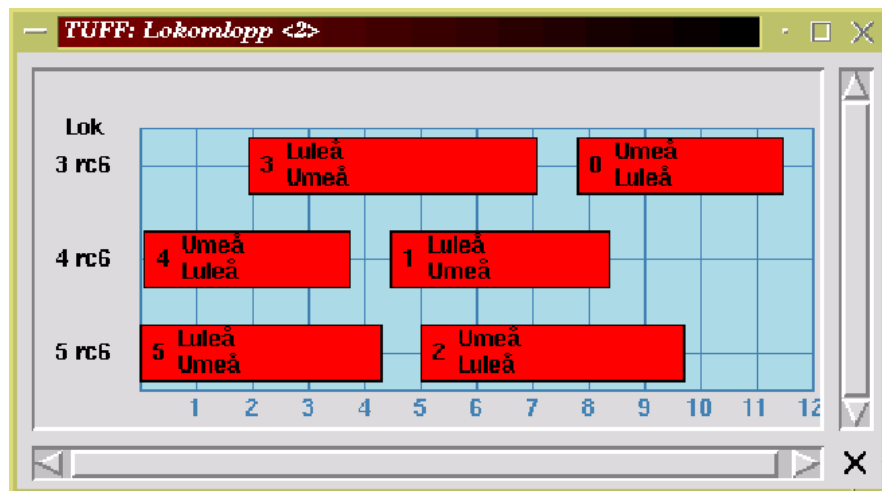 TUFF: Lokomlopp <2>
Lok
3 rc6
3 Luleå
Umeå
0 Umeå
Luleå
4 rc6
4 Umeå
Luleå
1 Luleå
Umeå
5 rc6
5 Luleå
Umeå
2 Umeå
Luleå
1 2 3 4 5 6 7 8 9 10 11 12